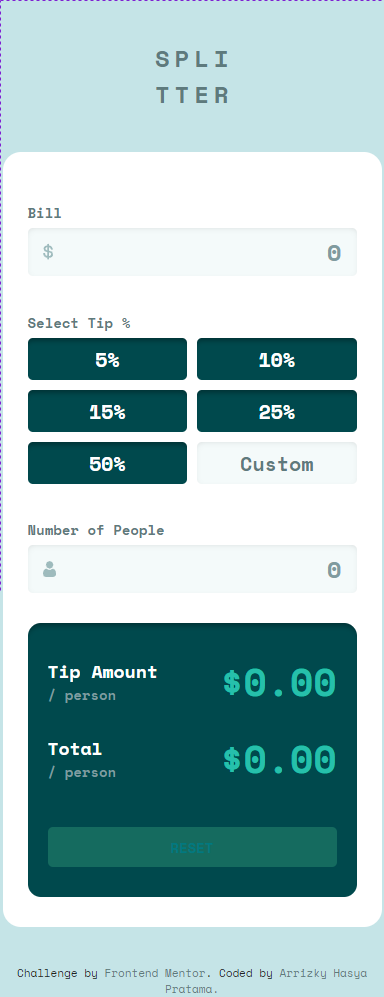 SPLI
TTER
Bill
$ 0
Select Tip %
5% 10%
15% 25%
50% Custom
Number of People
0
Tip Amount $0.00
/ person
Total $0.00
/ person
RESET
Challenge by Frontend Mentor. Coded by Arrizky Hasya
Pratama.